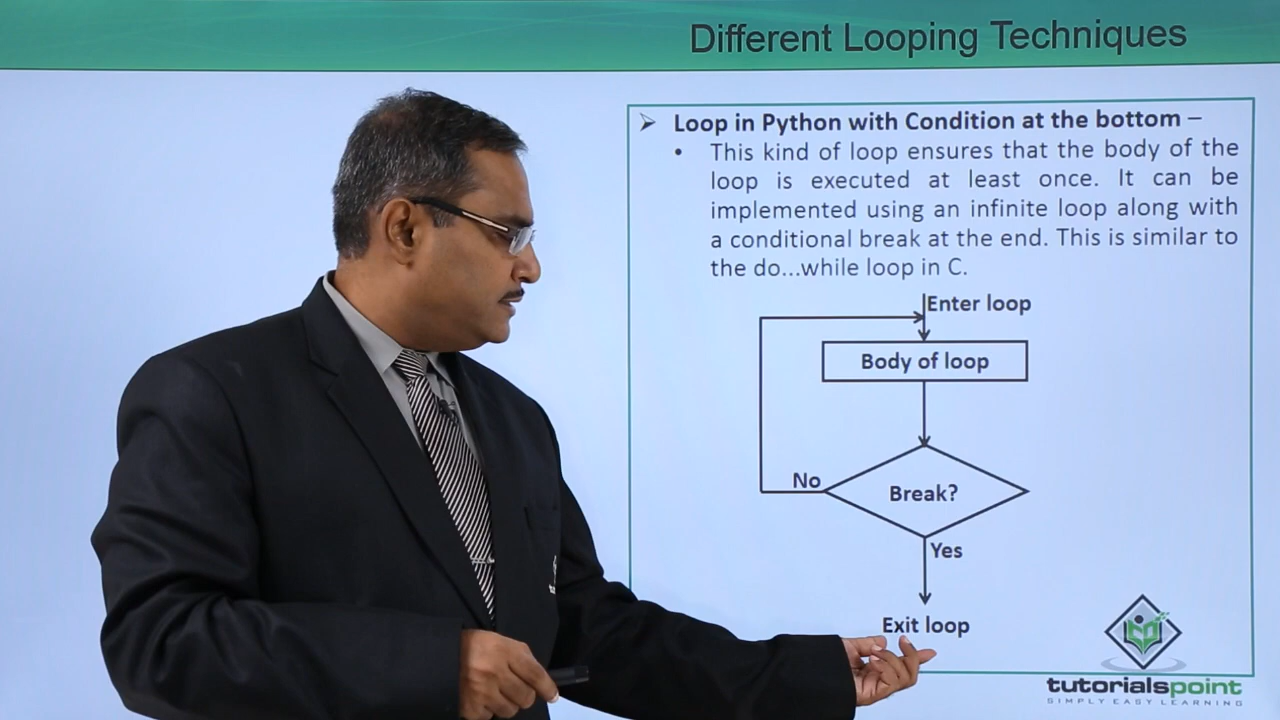 Different Looping Techniques
➢ Loop in Python with Condition at the bottom –
• This kind of loop ensures that the body of the
loop is executed at least once. It can be
implemented using an infinite loop along with
a conditional break at the end. This is similar to
the do...while loop in C.
Enter loop
Body of loop
No
Break?
Yes
Exit loop
tutorialspoint
SIMPLY EASY LEARNING